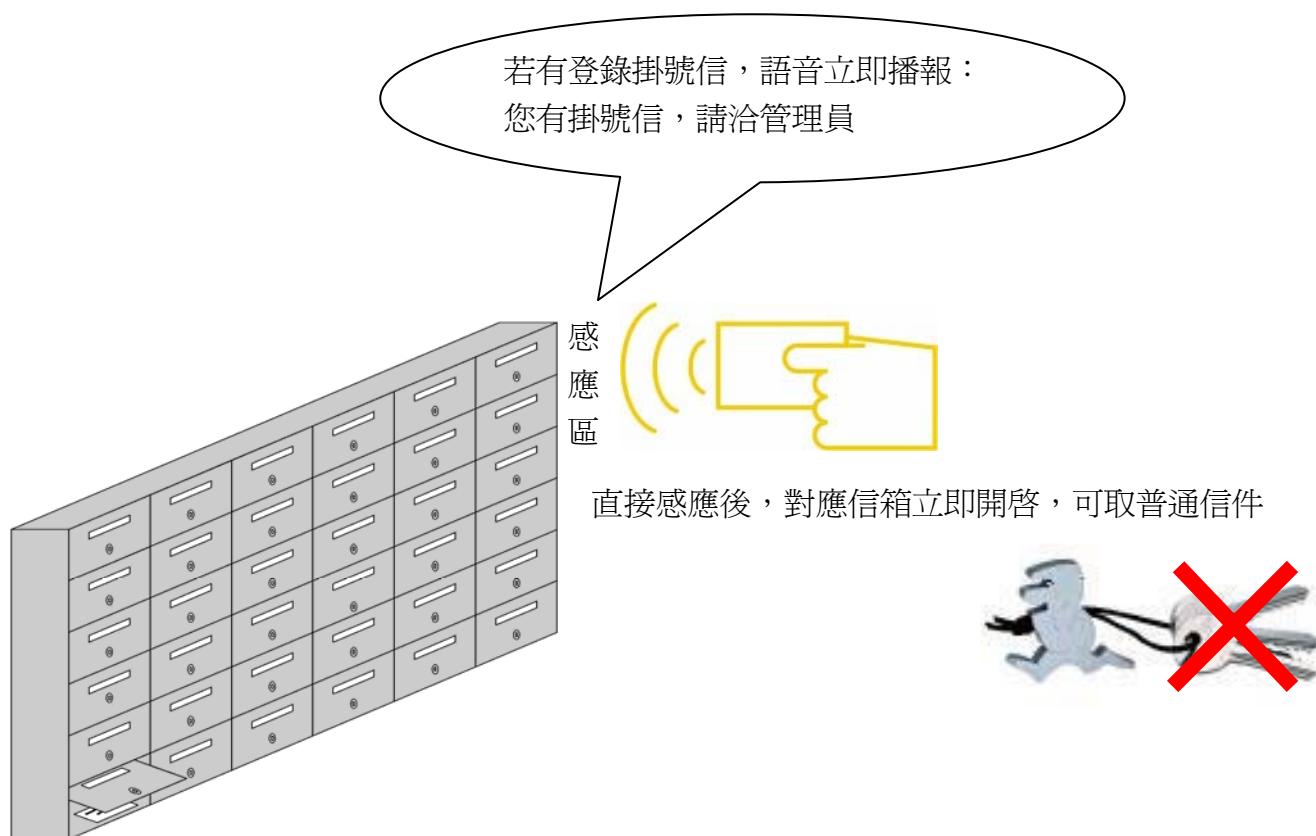 若有登錄掛號信，語音立即播報：
您有掛號信，請洽管理員
感
應
區
直接感應後，對應信箱立即開啓，可取普通信件